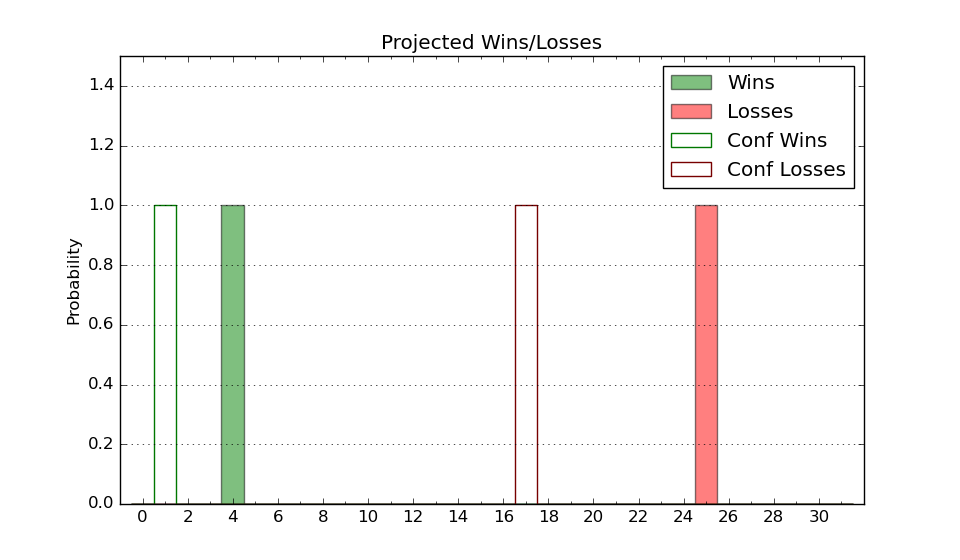 Projected Wins/Losses
Wins
Losses
Conf Wins
Conf Losses
Probability
1.4
1.2
1.0
0.8
0.6
0.4
0.2
0.0
0 2 4 6 8 10 12 14 16 18 20 22 24 26 28 30